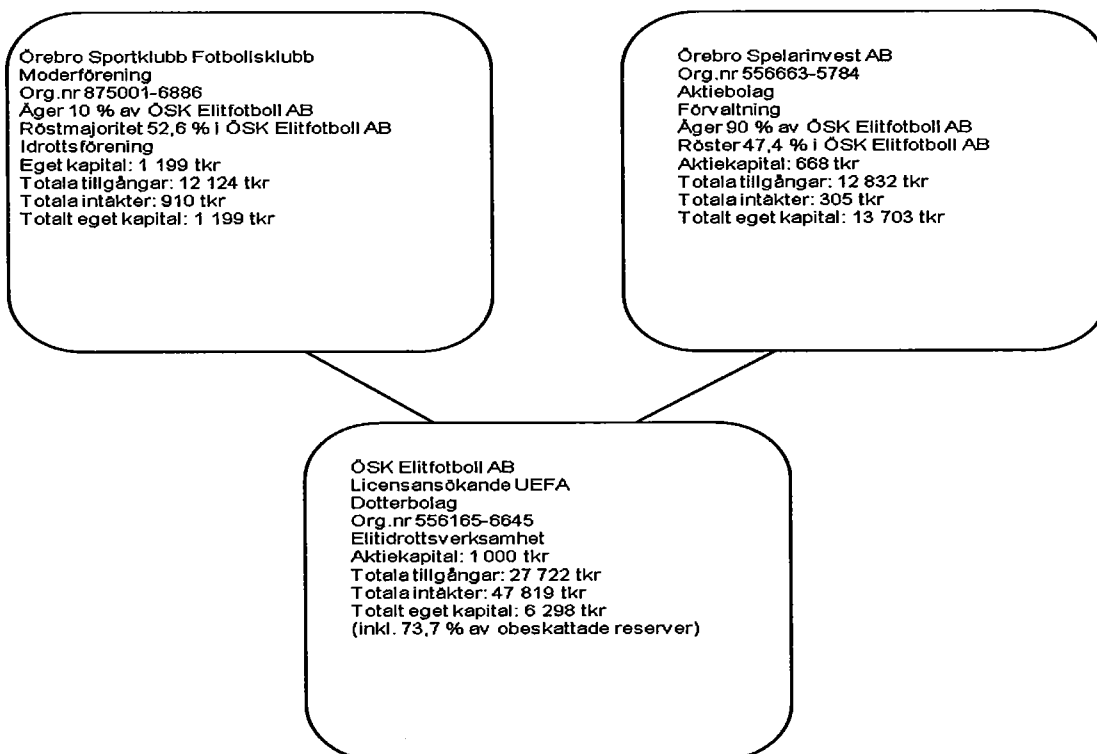 Örebro Sportklubb Fotbollsklubb
Moderförening
Org.nr 875001-6886
Äger 10 % av ÖSK Elitfotboll AB
Röstmajoritet 52,6 % i ÖSK Elitfotboll AB
Idrottsförening
Eget kapital: 1 199 tkr
Totala tillgångar: 12 124 tkr
Totala intäkter: 910 tkr
Totalt eget kapital: 1 199 tkr
Örebro Spelarinvest AB
Org.nr 556663-5784
Aktiebolag
Förvaltning
Äger 90 % av ÖSK Elitfotboll AB
Röster 47,4 % i ÖSK Elitfotboll AB
Aktiekapital: 668 tkr
Totala tillgångar: 12 832 tkr
Totala intäkter: 305 tkr
Totalt eget kapital: 13 703 tkr
ÖSK Elitfotboll AB
Licensansökande UEFA
Dotterbolag
Org.nr 556165-6645
Elitidrottsverksamhet
Aktiekapital: 1 000 tkr
Totala tillgångar: 27 722 tkr
Totala intäkter: 47 819 tkr
Totalt eget kapital: 6 298 tkr
(inkl. 73,7 % av obeskattade reserver)